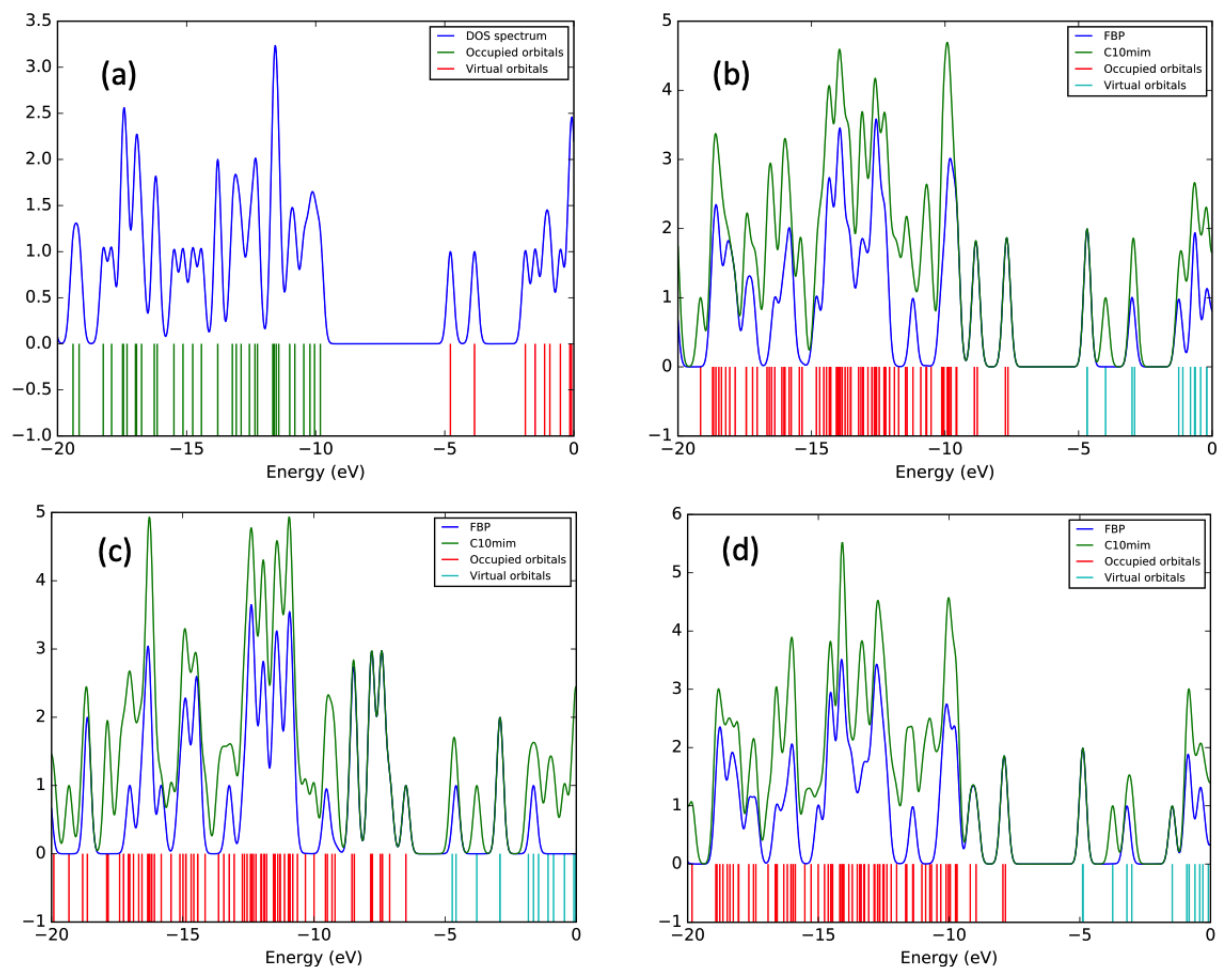 (a)
DOS spectrum
Occupied orbitals
Virtual orbitals
3.5
3.0
2.5
2.0
1.5
1.0
0.5
0.0
−0.5
−1.0
−20 −15 −10 −5 0
Energy (eV)
(b)
FBP
C10mim
Occupied orbitals
Virtual orbitals
5
4
3
2
1
0
−1
−20 −15 −10 −5 0
Energy (eV)
(c)
FBP
C10mim
Occupied orbitals
Virtual orbitals
5
4
3
2
1
0
−1
−20 −15 −10 −5 0
Energy (eV)
(d)
FBP
C10mim
Occupied orbitals
Virtual orbitals
6
5
4
3
2
1
0
−1
−20 −15 −10 −5 0
Energy (eV)